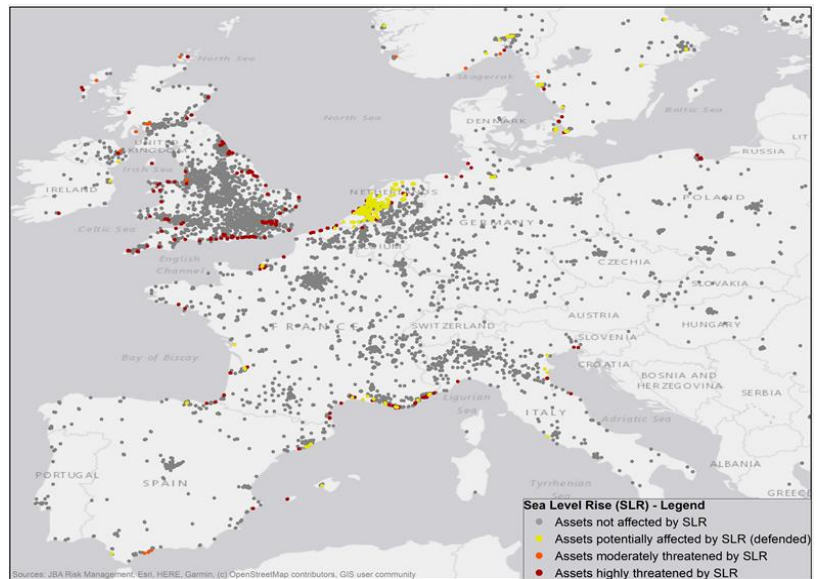 North Sea
North Sea
Skagerrak
Baltic Sea
DENMARK
LIT
RUSSIA
UNITED
KINGDOM
Irish Sea
IRELAND
NETHERLANDS
POLAND
GERMANY
Celtic Sea
English
Channel
CZECHIA
SLOVAKIA
AUSTRIA
FRANCE
SWITZERLAND
HUNGARY
SLOVENIA
Bay of Biscay
CROATIA
BOSNIA AND
HERZEGOVINA
SERBIA
Ligurian
Sea
ITALY
Adriatic Sea
PORTUGAL
SPAIN
ALBANIA
Tyrrhenian
Sea
GREECE
Sea Level Rise (SLR) - Legend
Assets not affected by SLR
Assets potentially affected by SLR (defended)
Assets moderately threatened by SLR
Assets highly threatened by SLR
Sources: JBA Risk Management, Esri, HERE, Garmin, (c) OpenStreetMap contributors, GIS user community